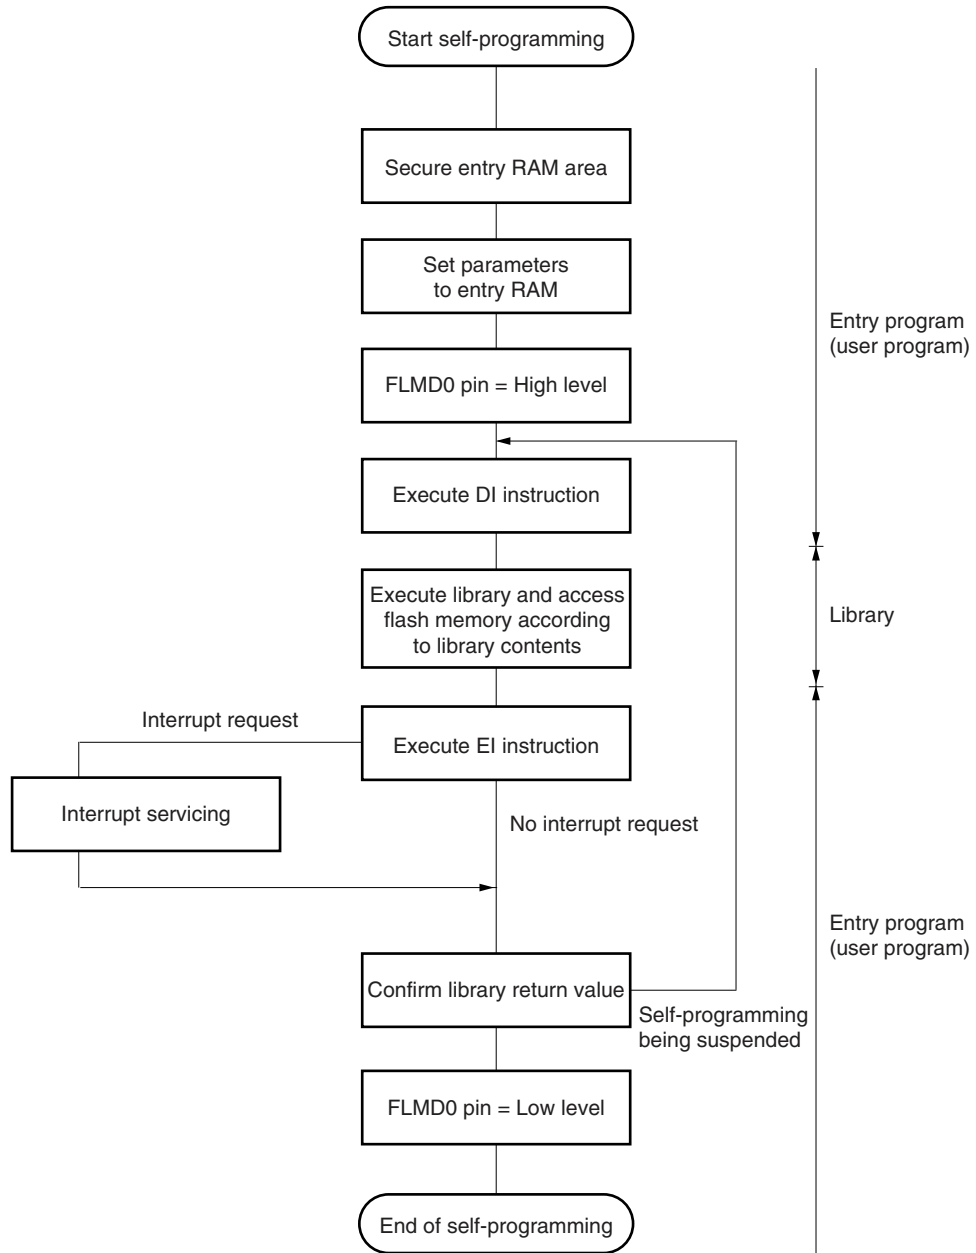 Start self-programming
Secure entry RAM area
Set parameters
to entry RAM
Entry program
(user program)
FLMD0 pin = High level
Execute DI instruction
Execute library and access
flash memory according
to library contents
Library
Interrupt request
Execute EI instruction
Interrupt servicing
No interrupt request
Entry program
(user program)
Confirm library return value
Self-programming
being suspended
FLMD0 pin = Low level
End of self-programming